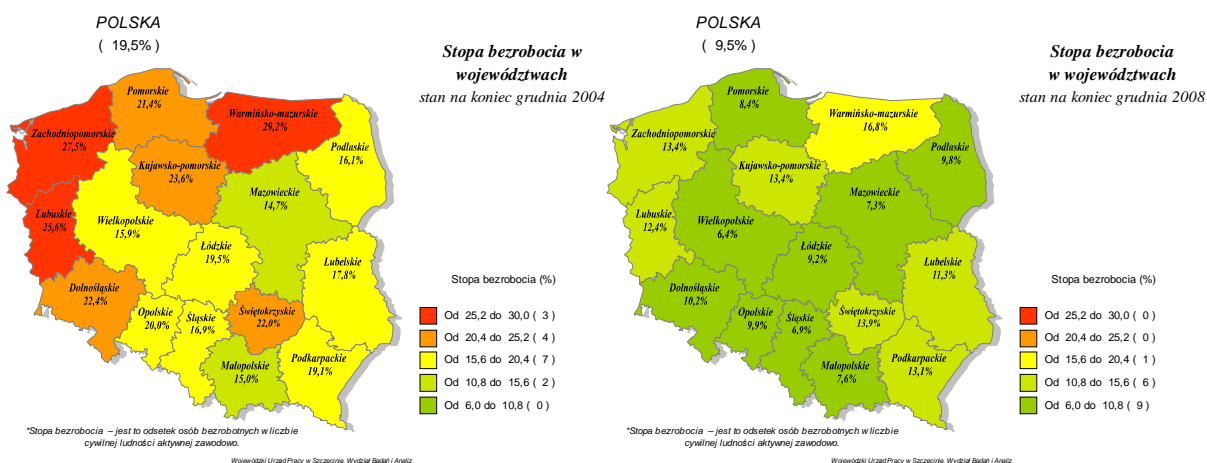 POLSKA
( 19,5%)
Stopa bezrobocia w
województwach
stan na koniec grudnia 2004
Pomorskie
21,4%
Warmińsko-mazurskie
29,2%
Zachodniopomorskie
27,5%
Podlaskie
16,1%
Kujawsko-pomorskie
23,6%
Mazowieckie
14,7%
Lubuskie
25,6%
Wielkopolskie
15,9%
Łódzkie
19,5%
Lubelskie
17,8%
Dolnośląskie
22,4%
Opolskie
20,0%
Śląskie
16,9%
Świętokrzyskie
22,0%
Małopolskie
15,0%
Podkarpackie
19,1%
Stopa bezrobocia (%)
Od 25,2 do 30,0 ( 3 )
Od 20,4 do 25,2 ( 4 )
Od 15,6 do 20,4 ( 7 )
Od 10,8 do 15,6 ( 2 )
Od 6,0 do 10,8 ( 0 )
*Stopa bezrobocia – jest to odsetek osób bezrobotnych w liczbie
cywilnej ludności aktywnej zawodowo.
Wojewódzki Urząd Pracy w Szczecinie, Wydział Badań i Analiz
POLSKA
( 9,5%)
Stopa bezrobocia
w województwach
stan na koniec grudnia 2008
Pomorskie
8,4%
Warmińsko-mazurskie
16,8%
Zachodniopomorskie
13,4%
Podlaskie
9,8%
Kujawsko-pomorskie
13,4%
Mazowieckie
7,3%
Lubuskie
12,4%
Wielkopolskie
6,4%
Łódzkie
9,2%
Lubelskie
11,3%
Dolnośląskie
10,2%
Opolskie
9,9%
Śląskie
6,9%
Świętokrzyskie
13,9%
Małopolskie
7,6%
Podkarpackie
13,1%
Stopa bezrobocia (%)
Od 25,2 do 30,0 ( 0 )
Od 20,4 do 25,2 ( 0 )
Od 15,6 do 20,4 ( 1 )
Od 10,8 do 15,6 ( 6 )
Od 6,0 do 10,8 ( 9 )
*Stopa bezrobocia – jest to odsetek osób bezrobotnych w liczbie
cywilnej ludności aktywnej zawodowo.
Wojewódzki Urząd Pracy w Szczecinie, Wydział Badań i Analiz